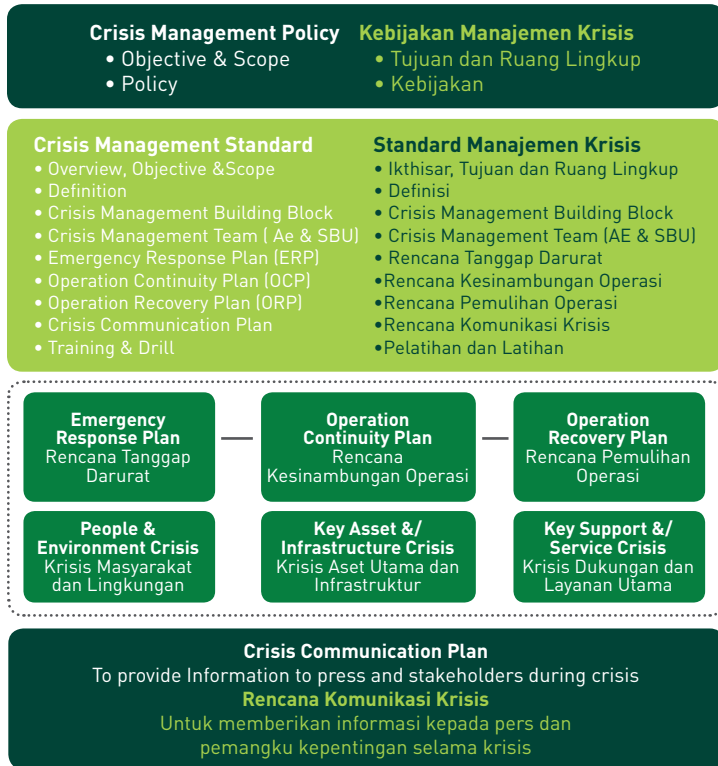 Crisis Management Policy
• Objective & Scope
• Policy
Kebijakan Manajemen Krisis
• Tujuan dan Ruang Lingkup
• Kebijakan
Crisis Management Standard
• Overview, Objective &Scope
• Definition
• Crisis Management Building Block
• Crisis Management Team ( Ae & SBU)
• Emergency Response Plan (ERP)
• Operation Continuity Plan (OCP)
• Operation Recovery Plan (ORP)
• Crisis Communication Plan
• Training & Drill
Standard Manajemen Krisis
• Ikthisar, Tujuan dan Ruang Lingkup
• Definisi
• Crisis Management Building Block
• Crisis Management Team (AE & SBU)
• Rencana Tanggap Darurat
•Rencana Kesinambungan Operasi
•Rencana Pemulihan Operasi
•Rencana Komunikasi Krisis
•Pelatihan dan Latihan
Emergency
Response Plan
Rencana Tanggap
Darurat
Operation
Continuity Plan
Rencana
Kesinambungan Operasi
Operation
Recovery Plan
Rencana Pemulihan
Operasi
People &
Environment Crisis
Krisis Masyarakat
dan Lingkungan
Key Asset &/
Infrastructure Crisis
Krisis Aset Utama dan
Infrastruktur
Key Support &/
Service Crisis
Krisis Dukungan dan
Layanan Utama
Crisis Communication Plan
To provide Information to press and stakeholders during crisis
Rencana Komunikasi Krisis
Untuk memberikan informasi kepada pers dan
pemangku kepentingan selama krisis